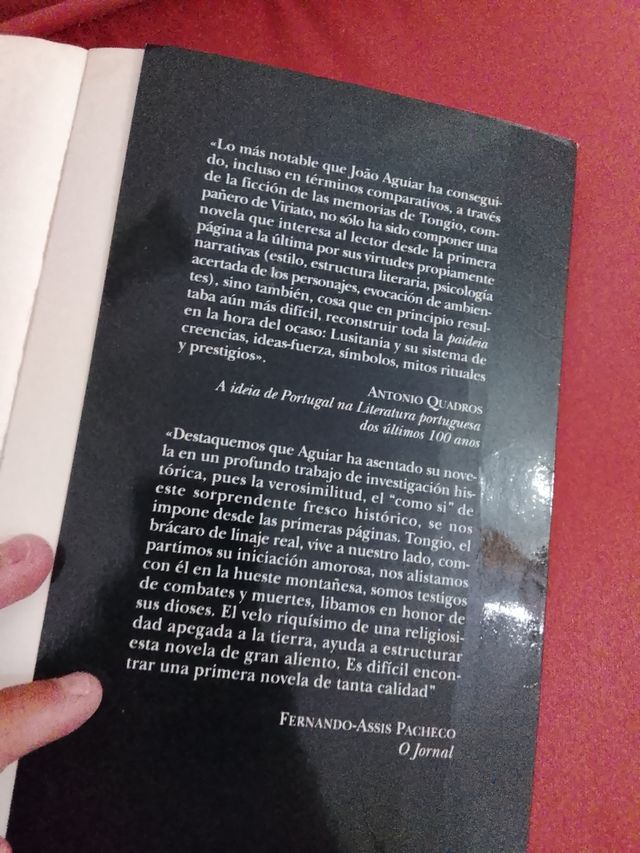 «Lo más notable que João Aguiar ha consegui-
do, incluso en términos comparativos, a través
de la ficción de las memorias de Tongio, com-
pañero de Viriato, no sólo ha sido componer una
novela que interesa al lector desde la primera
página a la última por sus virtudes propiamente
narrativas (estilo, estructura literaria, psicología
acertada de los personajes, evocación de ambien-
tes), sino también, cosa que en principio resul-
taba aún más difícil, reconstruir toda la paideia
en la hora del ocaso: Lusitania y su sistema de
creencias, ideas-fuerza, símbolos, mitos rituales
y prestigios».
ANTONIO QUADROS
A ideia de Portugal na Literatura portuguesa
dos últimos 100 anos
«Destaquemos que Aguiar ha asentado su nove-
la en un profundo trabajo de investigación his-
tórica, pues la verosimilitud, el "como si" de
este sorprendente fresco histórico, se nos
impone desde las primeras páginas. Tongio, el
brácaro de linaje real, vive a nuestro lado, com-
partimos su iniciación amorosa, nos alistamos
con él en la hueste montañesa, somos testigos
de combates y muertes, libamos en honor de
sus dioses. El velo riquísimo de una religiosi-
dad apegada a la tierra, ayuda a estructurar
esta novela de gran aliento. Es difícil encon-
trar una primera novela de tanta calidad"
FERNANDO-ASSIS PACHECO
O Jornal